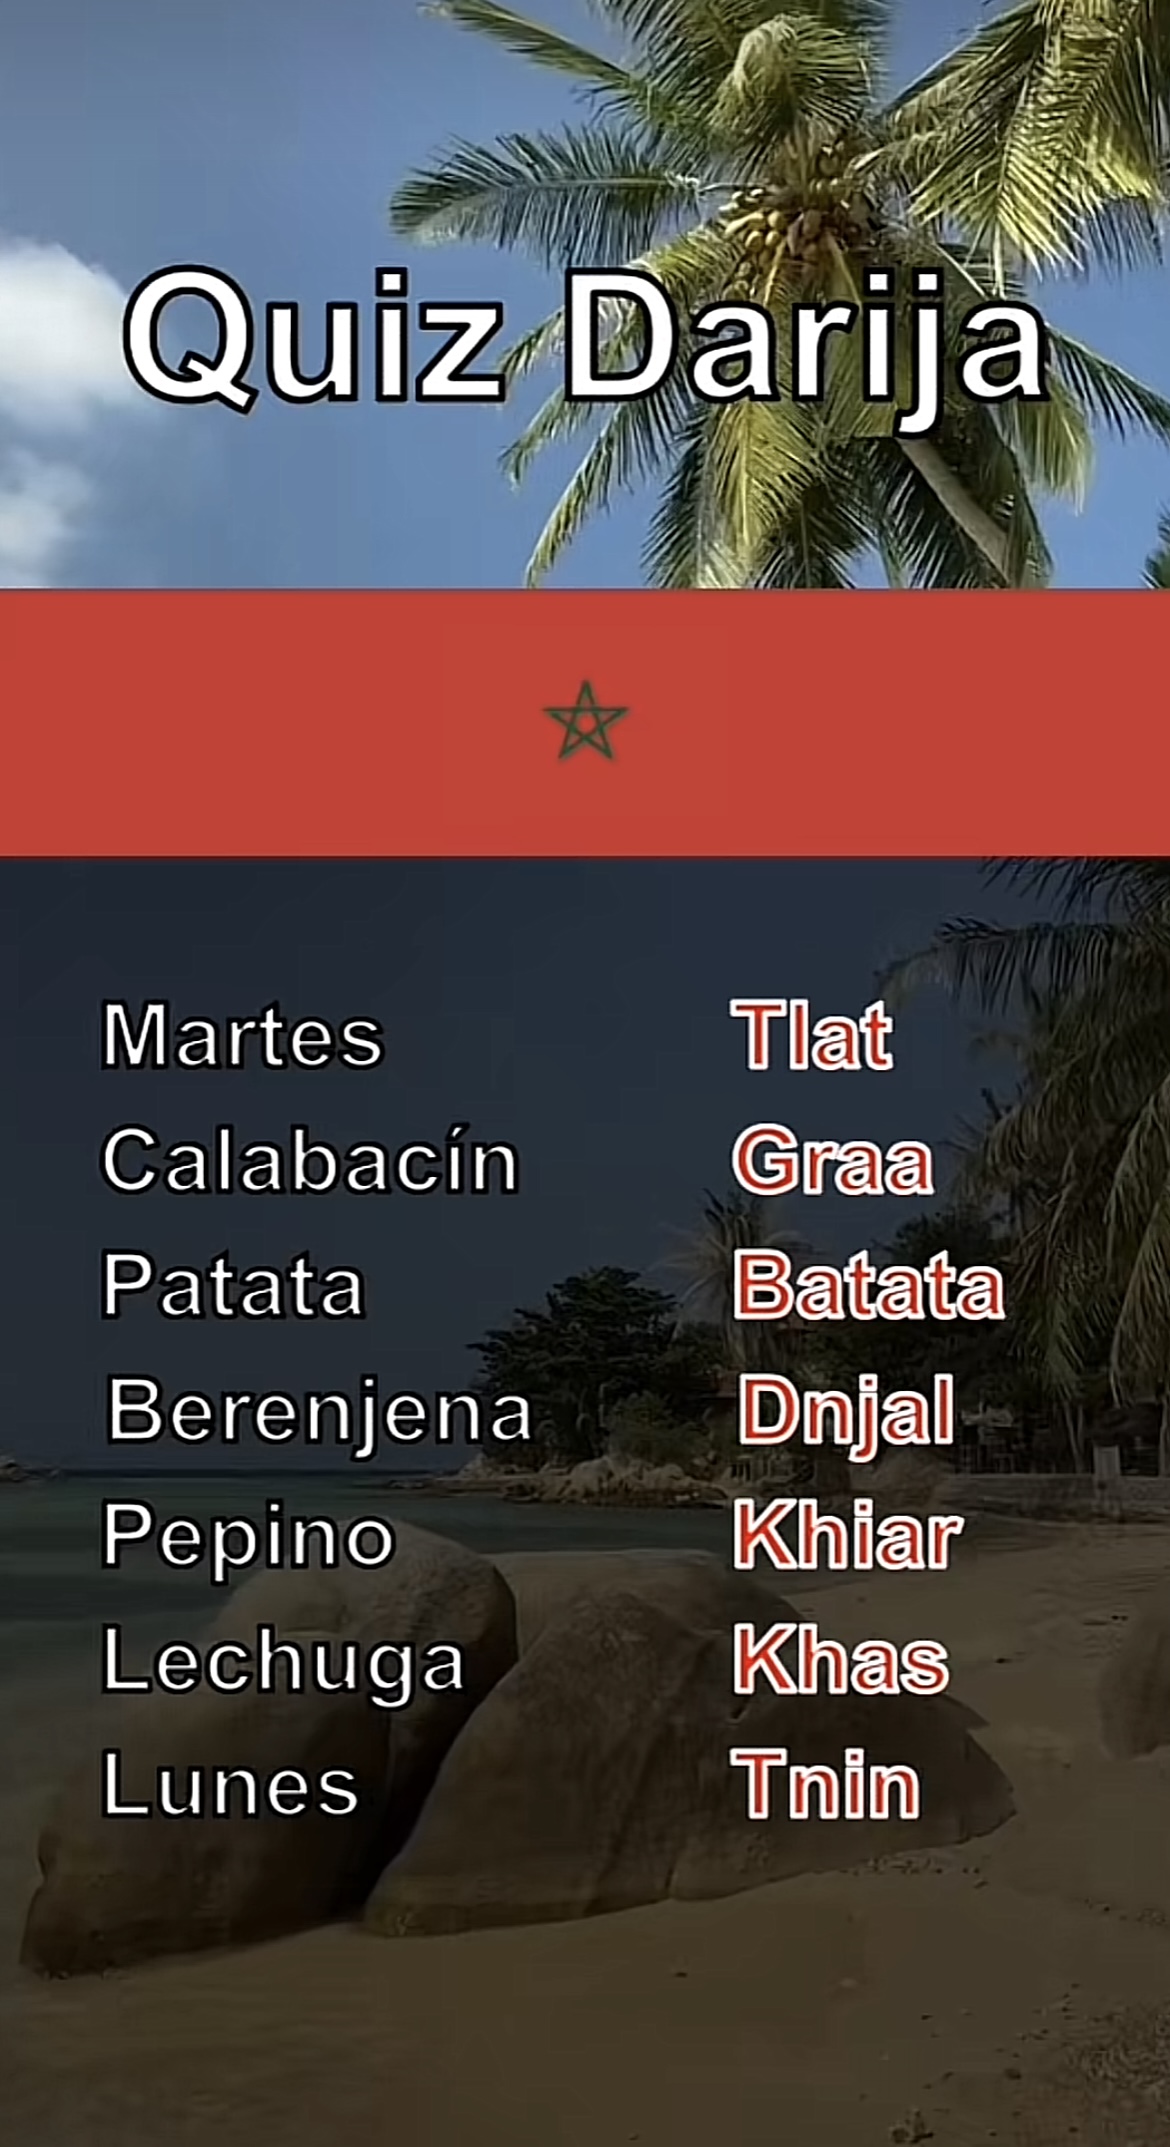 Quiz Darija
Martes Tlat
Calabacín Graa
Patata Batata
Berenjena Dnjal
Pepino Khiar
Lechuga Khas
Lunes Tnin